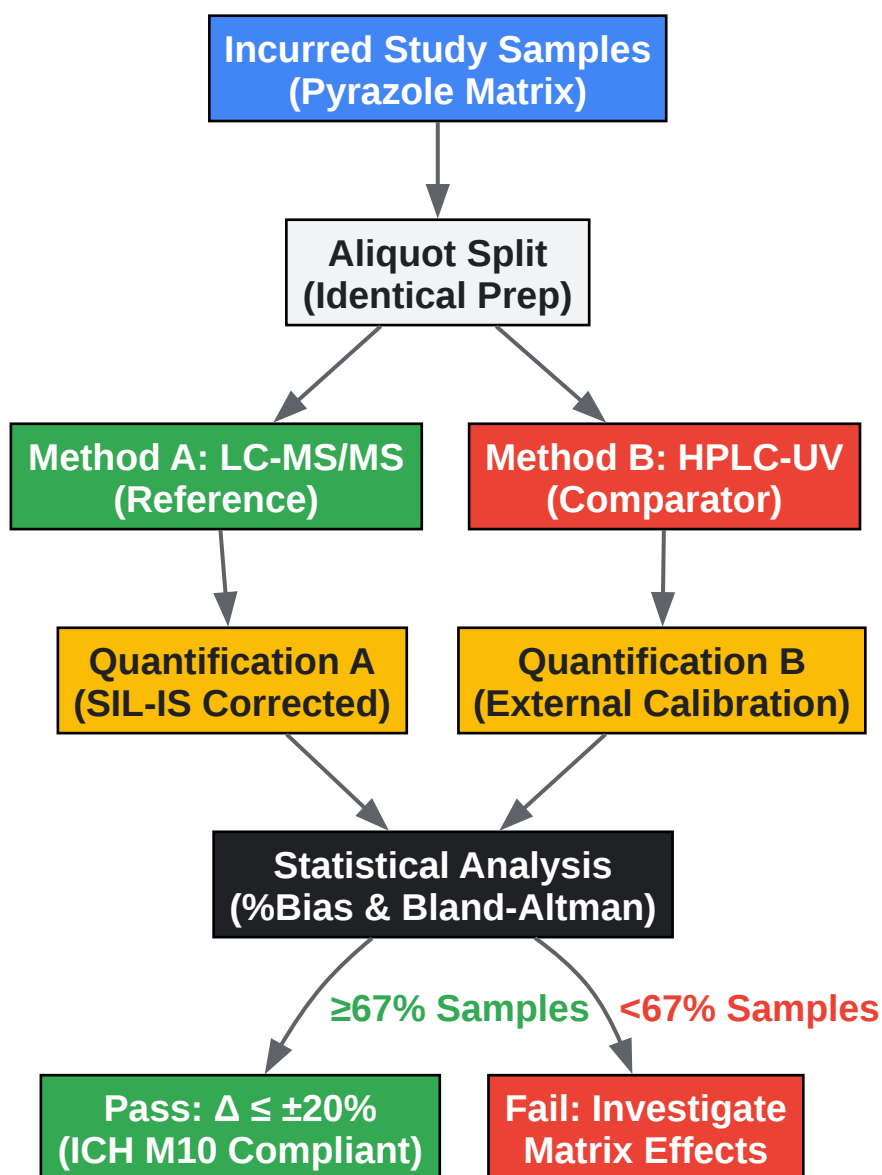 Incurred Study Samples
(Pyrazole Matrix)
Aliquot Split
(Identical Prep)
Method A: LC-MS/MS
(Reference)
Method B: HPLC-UV
(Comparator)
Quantification A
(SIL-IS Corrected)
Quantification B
(External Calibration)
Statistical Analysis
(%Bias & Bland-Altman)
≥67% Samples
<67% Samples
Pass: Δ ≤ ±20%
(ICH M10 Compliant)
Fail: Investigate
Matrix Effects